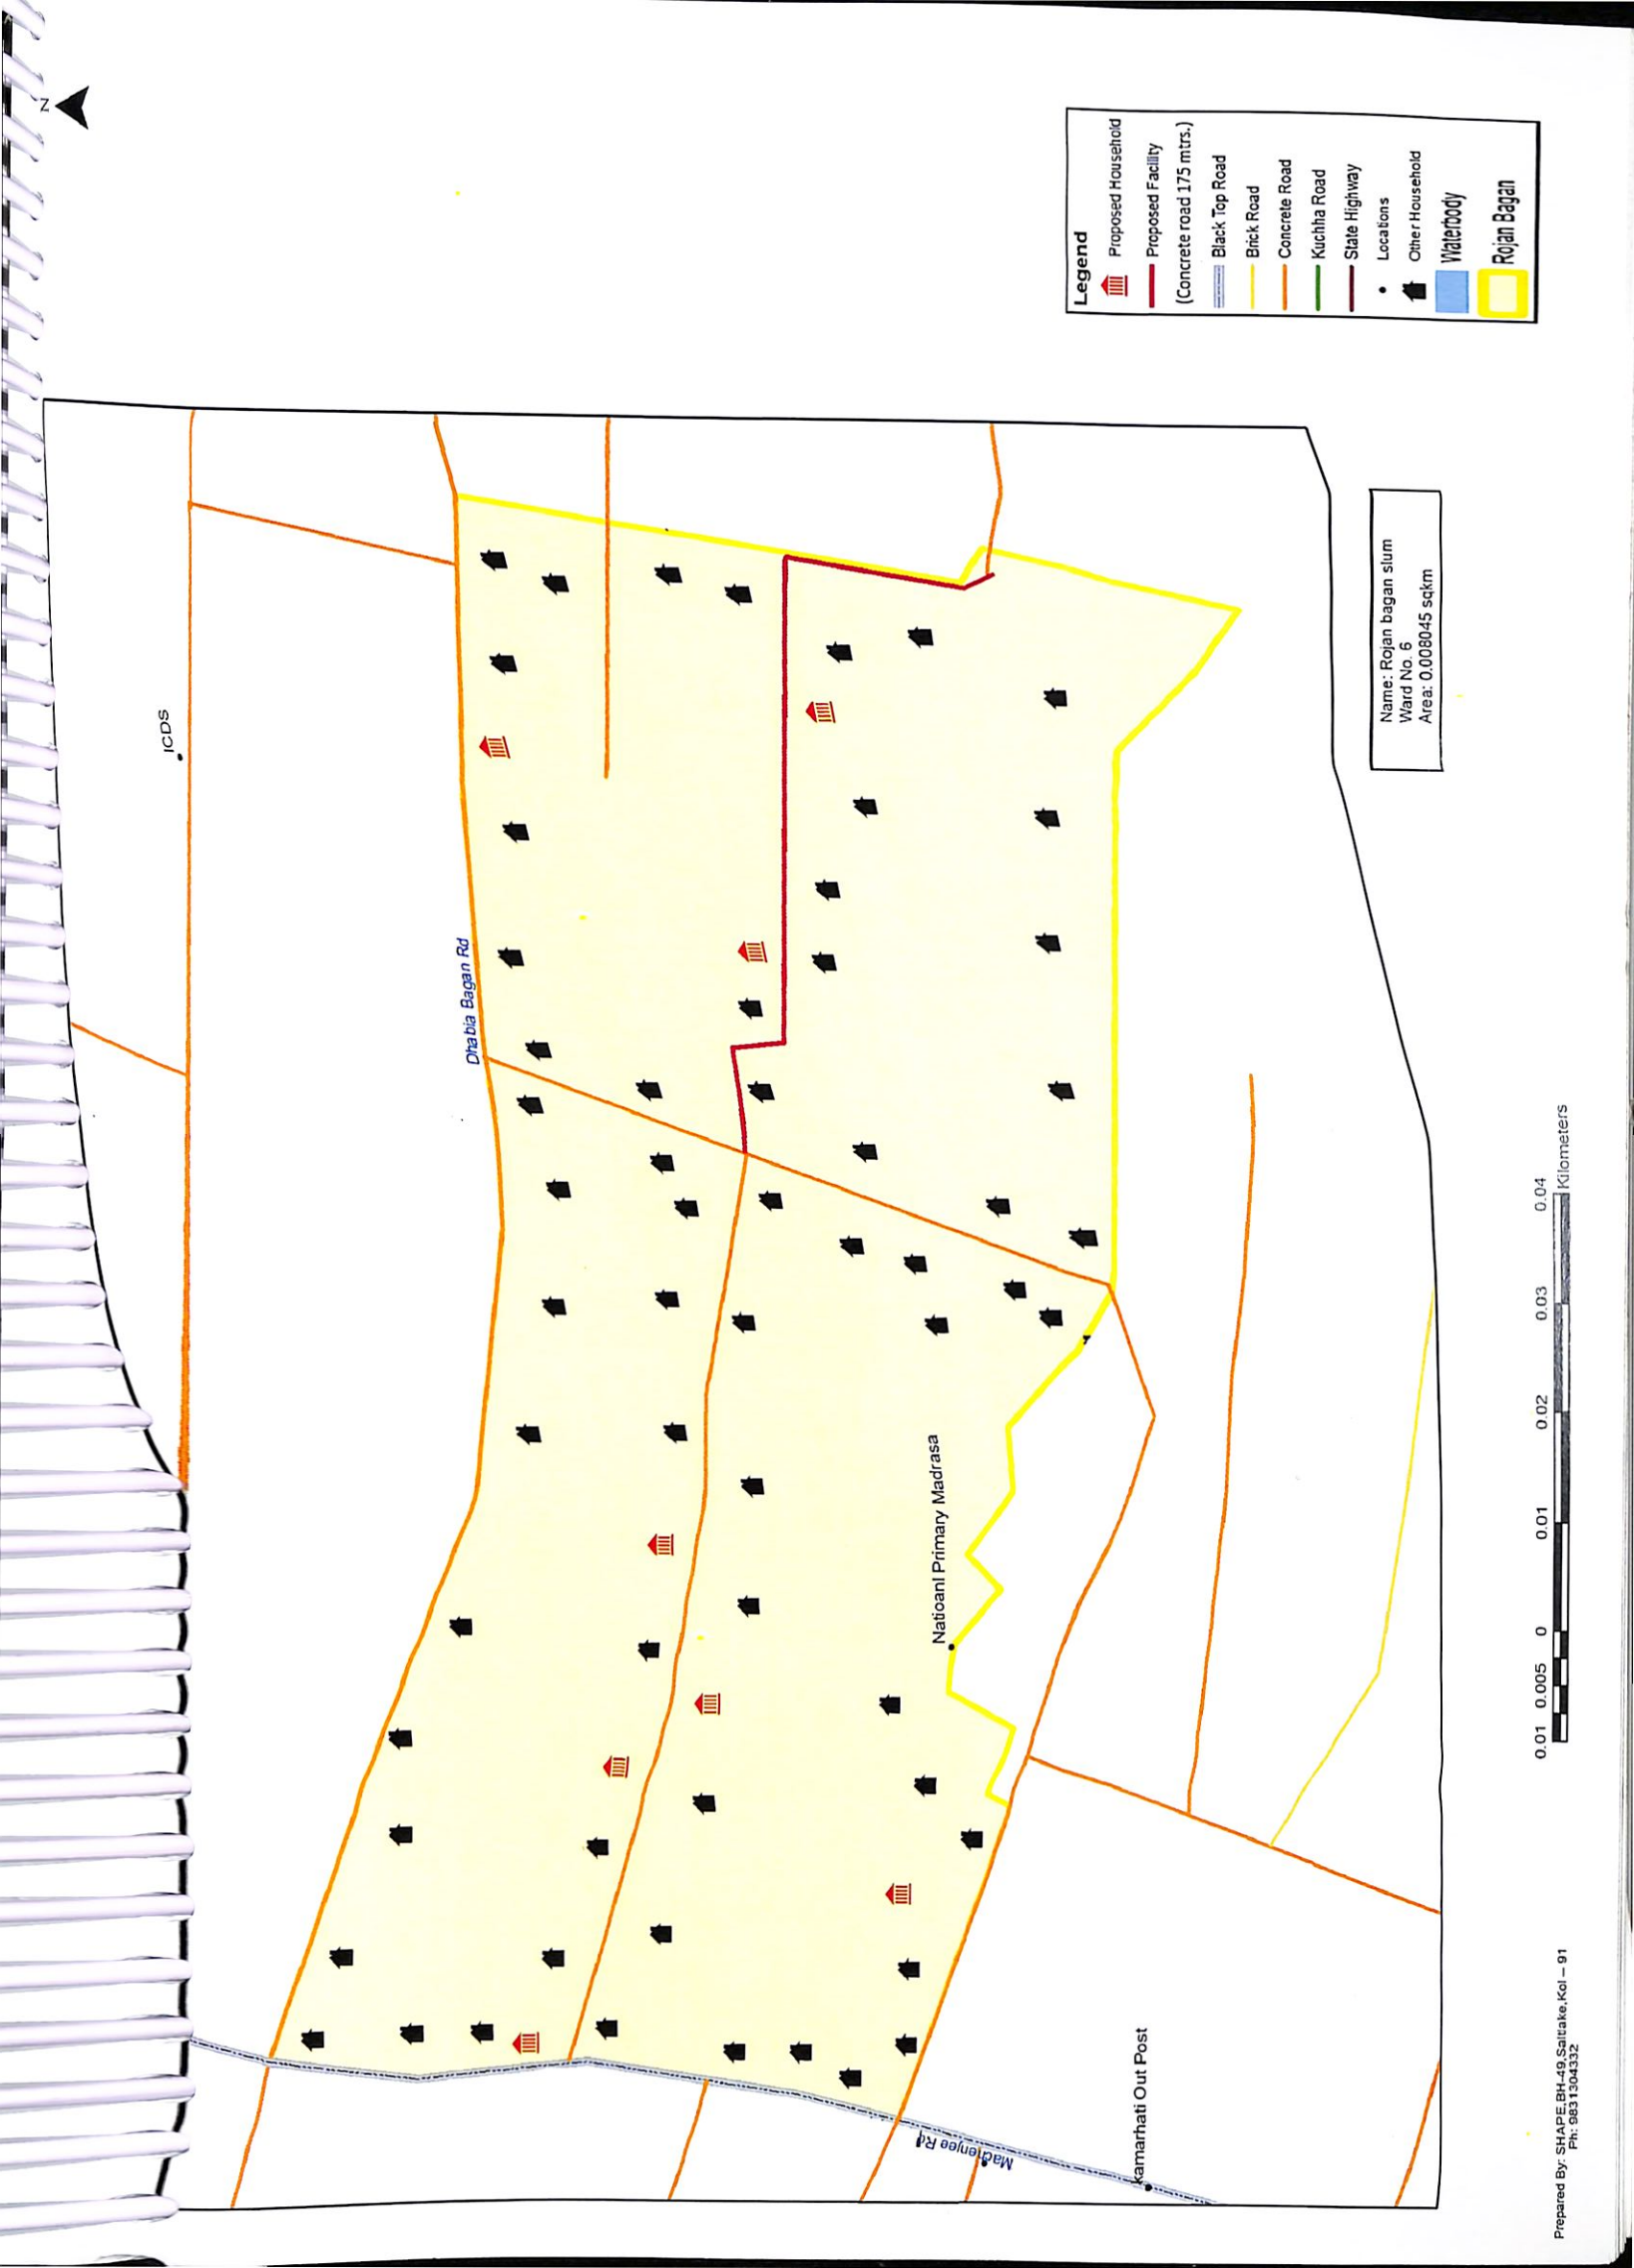 N
Legend
Proposed Household
Proposed Facility
(Concrete road 175 mtrs.)
Black Top Road
Brick Road
Concrete Road
Kuchha Road
State Highway
Locations
Other Household
Waterbody
Rojan Bagan
ICDS
Dhabia Bagan Rd
Natioanl Primary Madrasa
kamarhati Out Post
Name: Rojan bagan slum
Ward No. 6
Area: 0.008045 sqkm
0.01 0.005 0 0.01 0.02 0.03 0.04
Kilometers
Prepared By: SHAPE,BH-49,Saltlake,Kol – 91
Ph: 9831304332